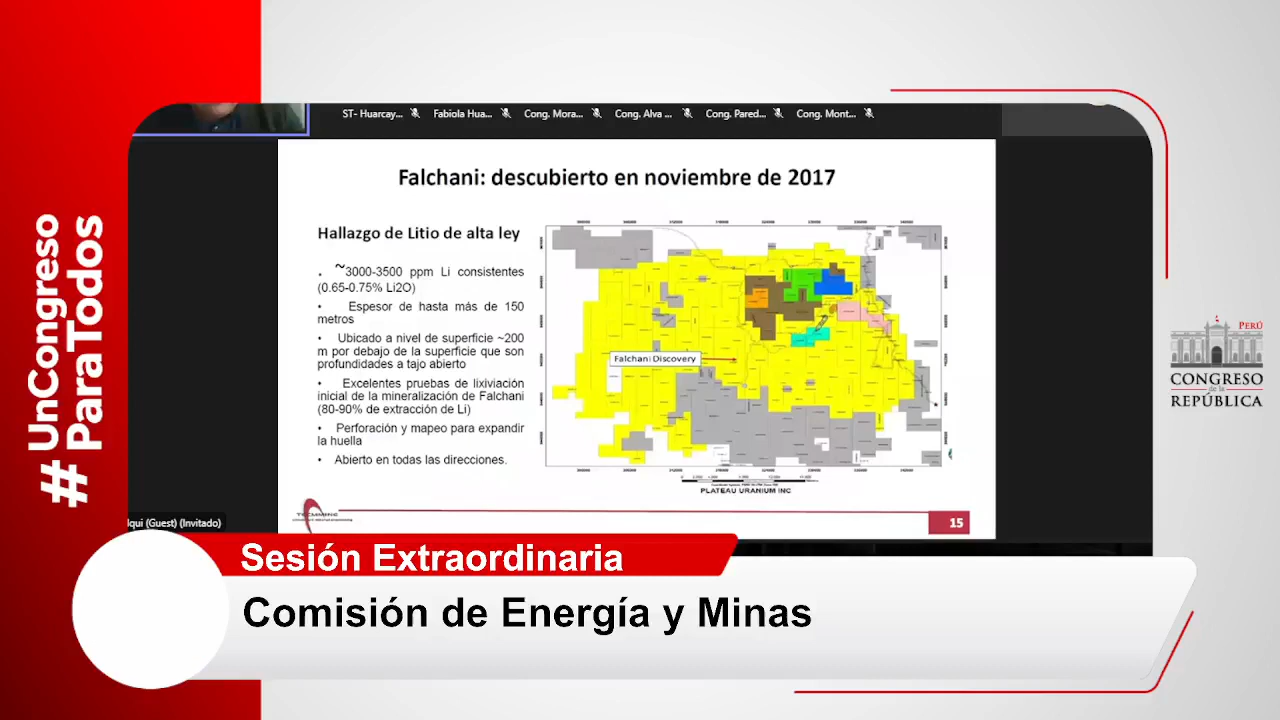 #UnCongreso
ParaTodos
ST- Huarcay... Fabiola Hua... Cong. Mora... Cong. Alva ... Cong. Pared... Cong. Mont...
Falchani: descubierto en noviembre de 2017
Hallazgo de Litio de alta ley
. ~3000-3500 ppm Li consistentes
(0.65-0.75% Li2O)
• Espesor de hasta más de 150
metros
• Ubicado a nivel de superficie ~200
m por debajo de la superficie que son
profundidades a tajo abierto
• Excelentes pruebas de lixiviación
inicial de la mineralización de Falchani
(80-90% de extracción de Li)
• Perforación y mapeo para expandir
la huella
• Abierto en todas las direcciones.
Falchani Discovery
PLATEAU URANIUM INC
TECMMINE
15
lqui (Guest) (Invitado)
PERÚ
CONGRESO
de la
REPÚBLICA
Sesión Extraordinaria
Comisión de Energía y Minas